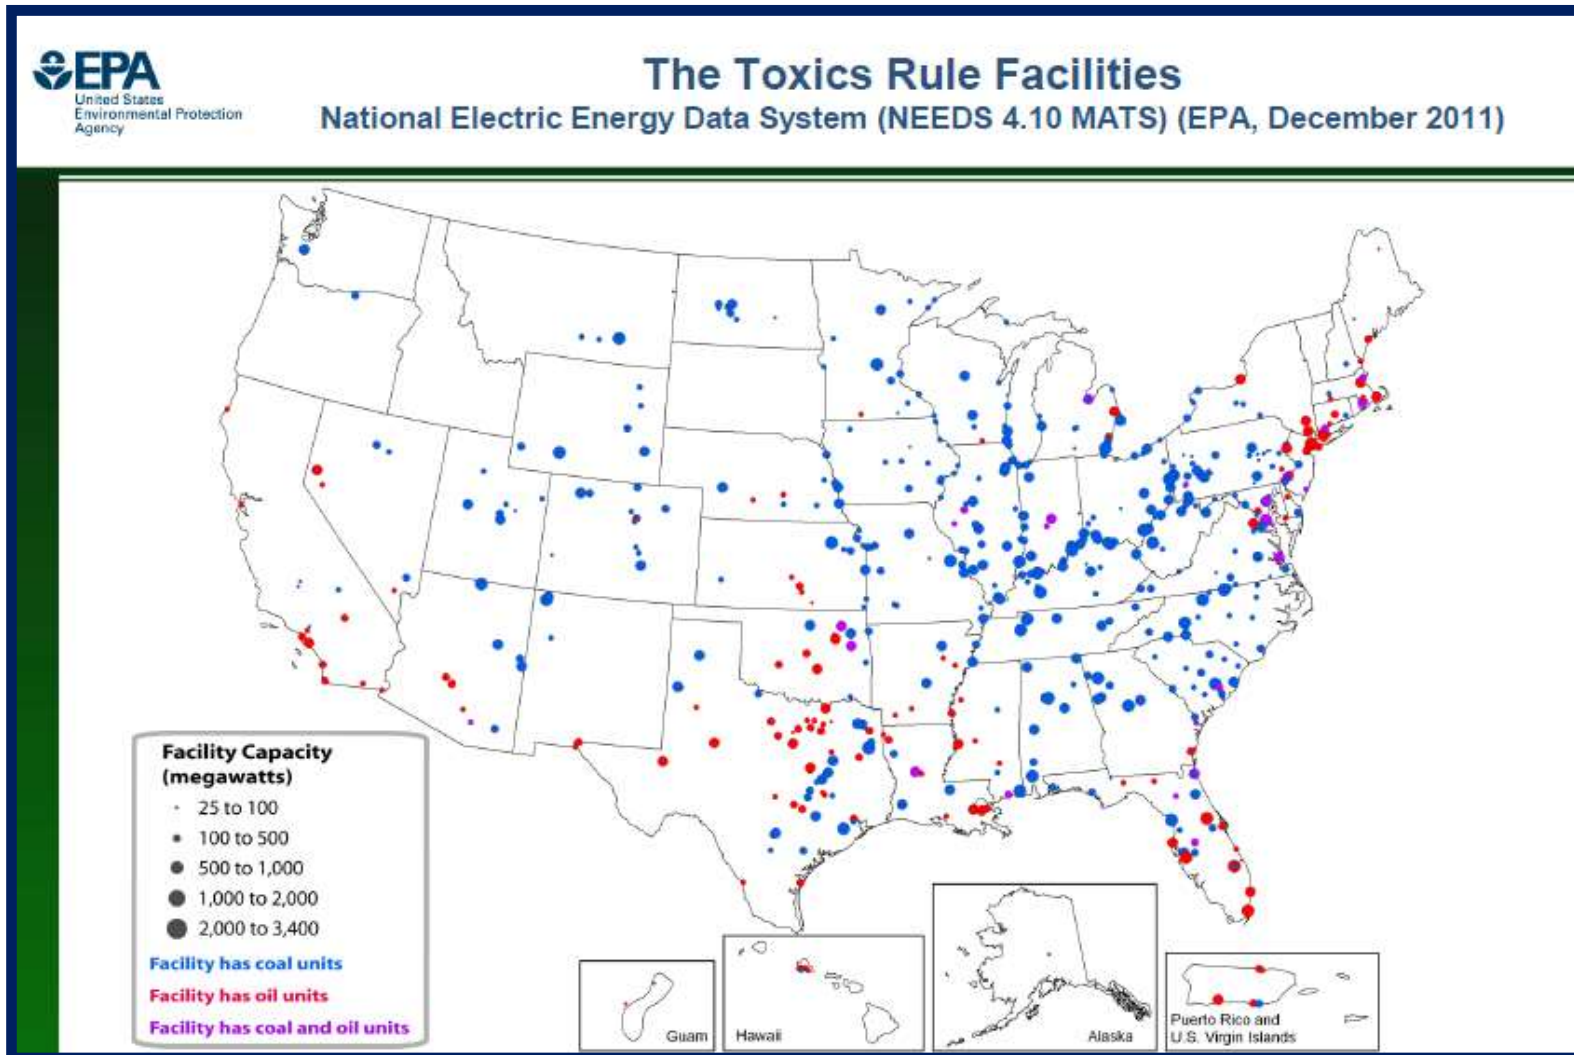 EPA
United States
Environmental Protection
Agency
The Toxics Rule Facilities
National Electric Energy Data System (NEEDS 4.10 MATS) (EPA, December 2011)
Facility Capacity
(megawatts)
25 to 100
100 to 500
500 to 1,000
1,000 to 2,000
2,000 to 3,400
Facility has coal units
Facility has oil units
Facility has coal and oil units
Guam
Hawaii
Alaska
Puerto Rico and
U.S. Virgin Islands